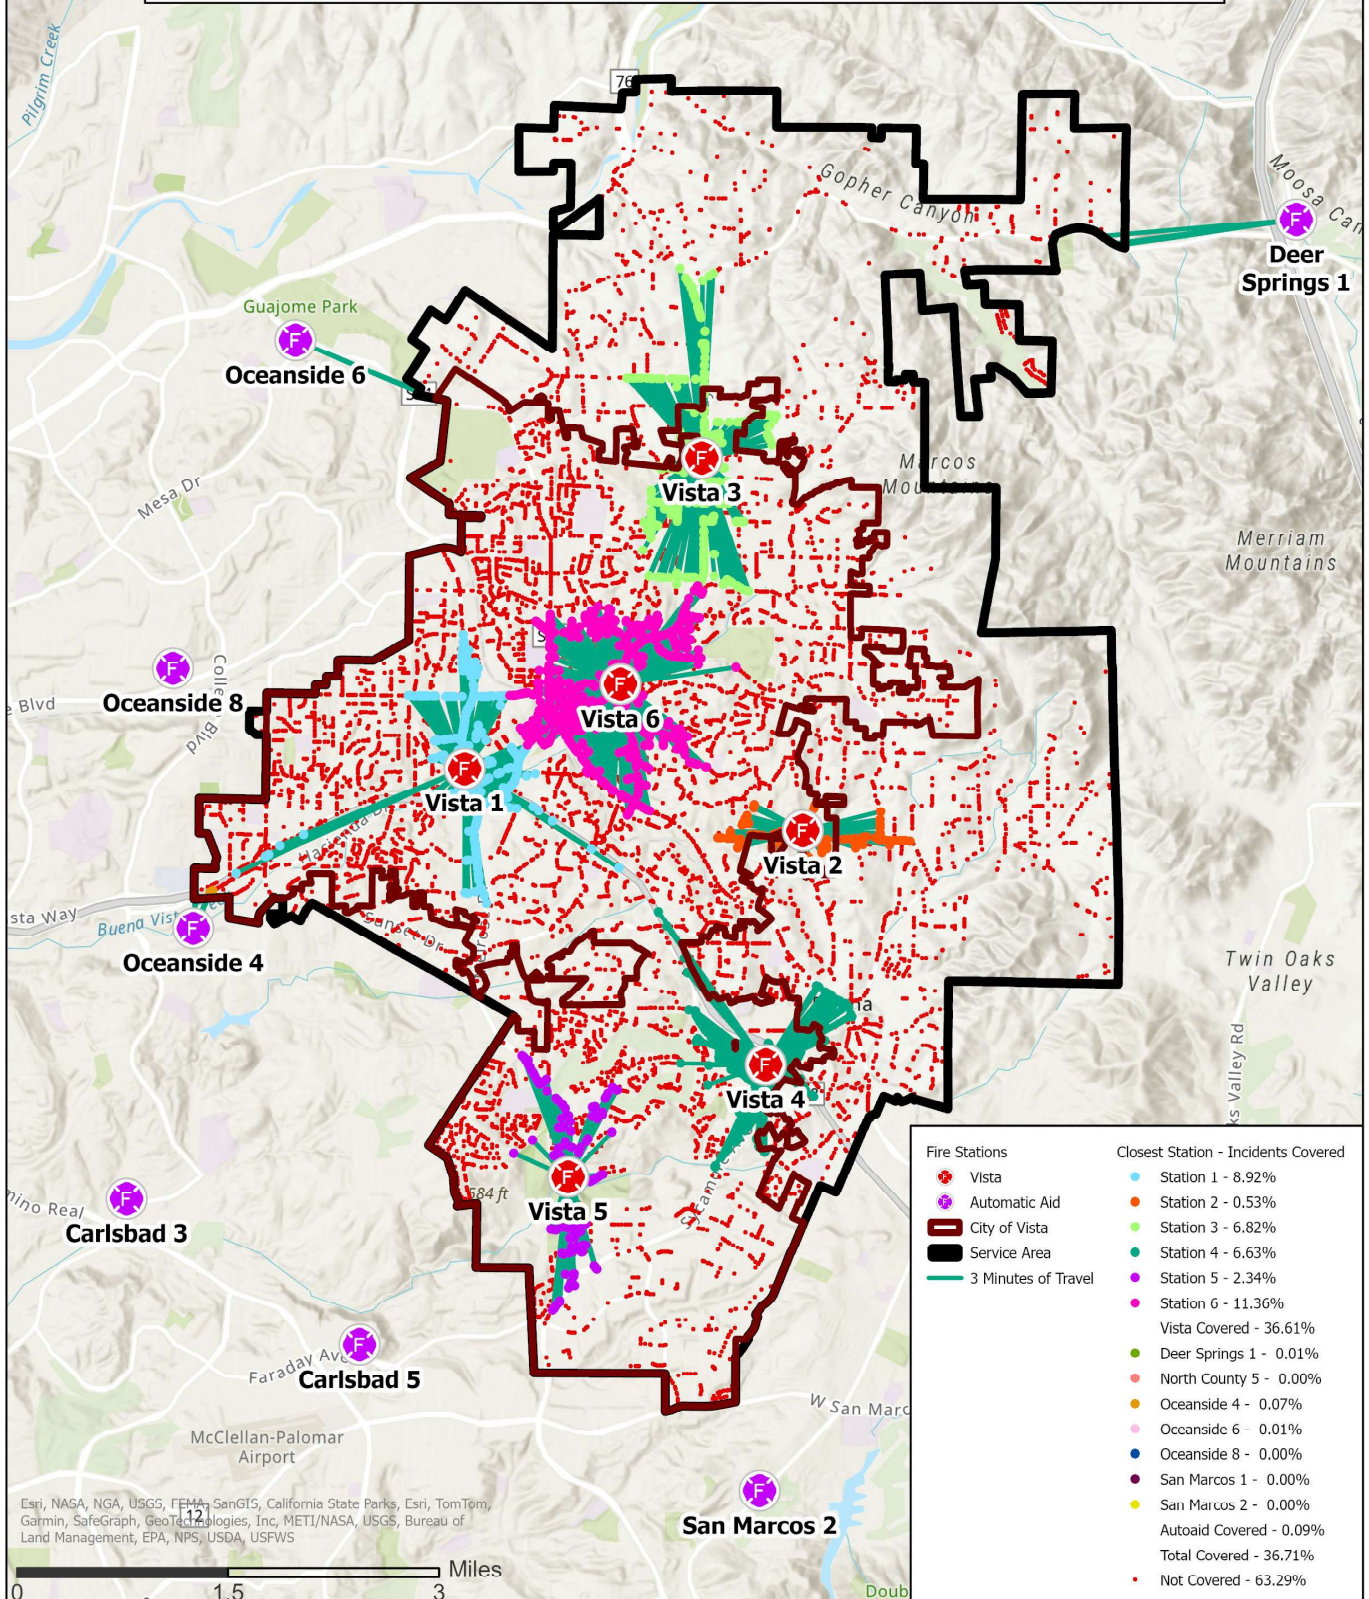 Pilgrim Creek
76
Gopher Canyon
Moosa Can
Deer
Springs 1
Guajome Park
Oceanside 6
Vista 3
Marcos
Mountains
Mesa Dr
Merriam
Mountains
Oceanside 8
College Blvd
e Blvd
Vista 6
Vista 1
Hacienda Dr
Vista 2
sta Way
Buena Vista
Sunset Dr
Oceanside 4
Twin Oaks
Valley
Vista 4
ks Valley Rd
584 ft
Vista 5
mino Real
Carlsbad 3
Faraday Ave
Carlsbad 5
W San Marc
McClellan-Palomar
Airport
12
San Marcos 2
Doub
Esri, NASA, NGA, USGS, FEMA, SanGIS, California State Parks, Esri, TomTom,
Garmin, SafeGraph, GeoTechnologies, Inc, METI/NASA, USGS, Bureau of
Land Management, EPA, NPS, USDA, USFWS
Miles
0 1.5 3
Fire Stations
Vista
Automatic Aid
City of Vista
Service Area
3 Minutes of Travel
Closest Station - Incidents Covered
Station 1 - 8.92%
Station 2 - 0.53%
Station 3 - 6.82%
Station 4 - 6.63%
Station 5 - 2.34%
Station 6 - 11.36%
Vista Covered - 36.61%
Deer Springs 1 - 0.01%
North County 5 - 0.00%
Oceanside 4 - 0.07%
Oceanside 6 - 0.01%
Oceanside 8 - 0.00%
San Marcos 1 - 0.00%
San Marcos 2 - 0.00%
Autoaid Covered - 0.09%
Total Covered - 36.71%
Not Covered - 63.29%